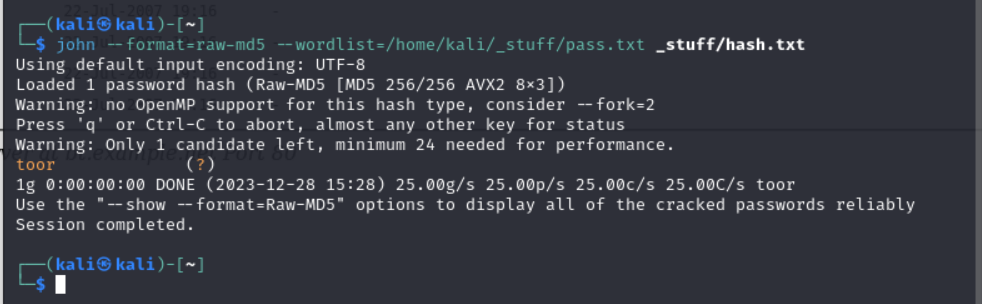 22-Jul-2007 19:16 -
┌──(kali㉿kali)-[~]
└─$ john --format=raw-md5 --wordlist=/home/kali/_stuff/pass.txt _stuff/hash.txt
Using default input encoding: UTF-8
Loaded 1 password hash (Raw-MD5 [MD5 256/256 AVX2 8×3])
Warning: no OpenMP support for this hash type, consider --fork=2
Press 'q' or Ctrl-C to abort, almost any other key for status
Warning: Only 1 candidate left, minimum 24 needed for performance.
toor             (?)
1g 0:00:00:00 DONE (2023-12-28 15:28) 25.00g/s 25.00p/s 25.00c/s 25.00C/s toor
Use the "--show --format=Raw-MD5" options to display all of the cracked passwords reliably
Session completed.
┌──(kali㉿kali)-[~]
└─$